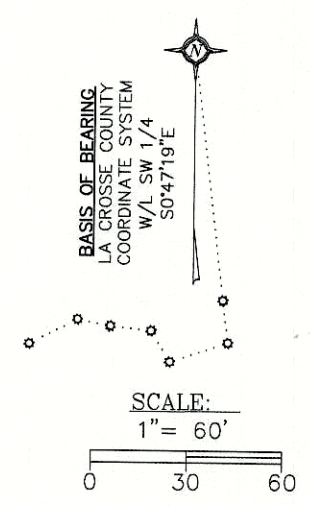 N
BASIS OF BEARING
LA CROSSE COUNTY
COORDINATE SYSTEM
W/L SW 1/4
S0°47'19"E
SCALE:
1"= 60'
0 30 60